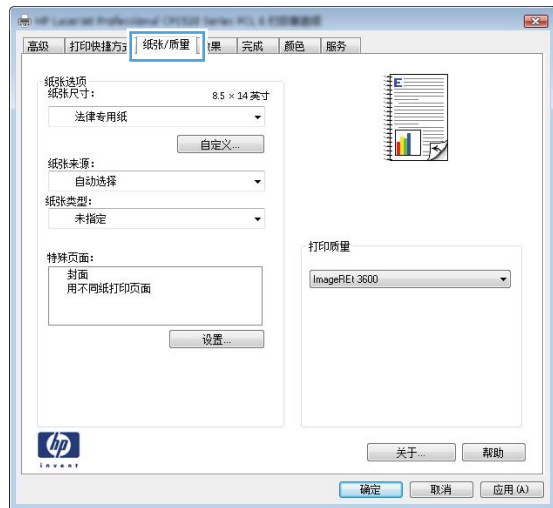 高级 打印快捷方式 纸张/质量 果 完成 颜色 服务
纸张选项
纸张尺寸: 8.5 × 14 英寸
法律专用纸
自定义...
纸张来源:
自动选择
纸张类型:
未指定
特殊页面:
封面
用不同纸打印页面
设置...
E
打印质量
ImageREt 3600
hp
invent
关于... 帮助
确定 取消 应用 (A)